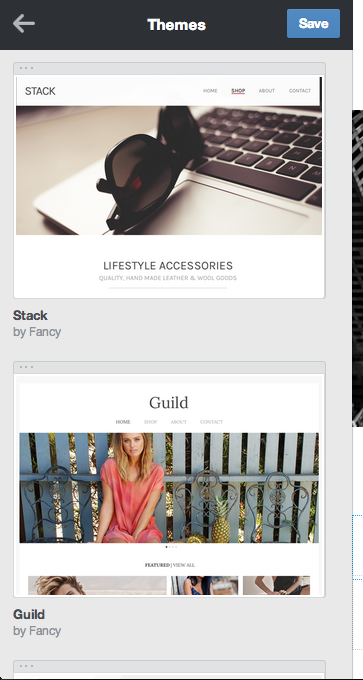 Themes
Save
STACK
HOME SHOP ABOUT CONTACT
LIFESTYLE ACCESSORIES
QUALITY, HAND MADE LEATHER & WOOL GOODS
Stack
by Fancy
Guild
HOME SHOP ABOUT CONTACT
FEATURED | VIEW ALL
Guild
by Fancy